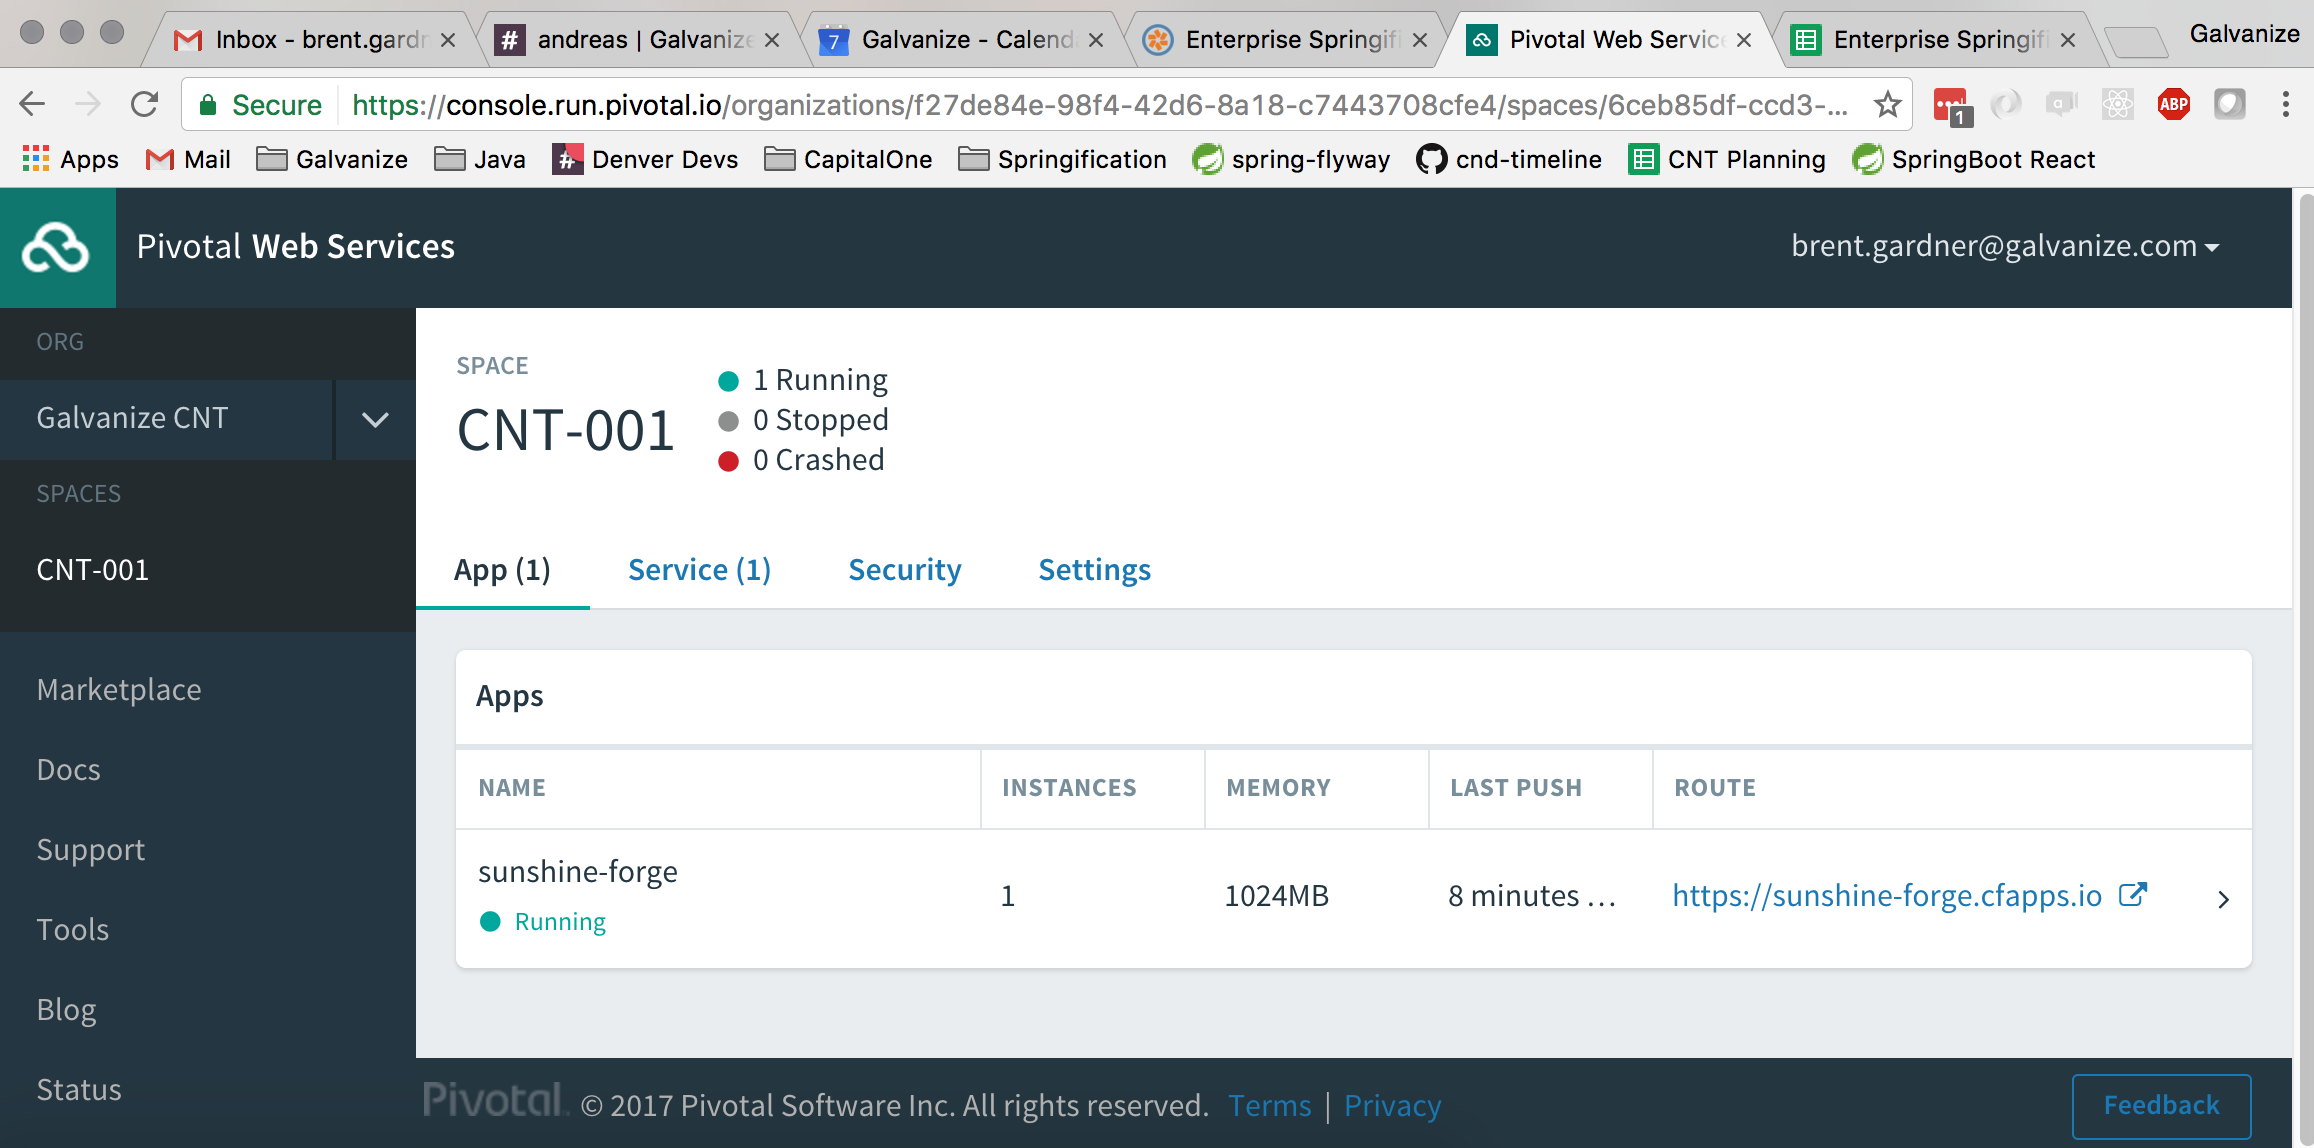 Inbox - brent.gardn
# andreas | Galvanize
7 Galvanize - Calend
Enterprise Springifi
Pivotal Web Servic
Enterprise Springifi
Galvanize
Secure https://console.run.pivotal.io/organizations/f27de84e-98f4-42d6-8a18-c7443708cfe4/spaces/6ceb85df-ccd3-...
1
a
ABP
Apps Mail Galvanize Java # Denver Devs CapitalOne Springification spring-flyway cnd-timeline CNT Planning SpringBoot React
Pivotal Web Services
brent.gardner@galvanize.com
ORG
Galvanize CNT
SPACES
CNT-001
Marketplace
Docs
Support
Tools
Blog
Status
SPACE
CNT-001
1 Running
0 Stopped
0 Crashed
App (1) Service (1) Security Settings
Apps
NAME INSTANCES MEMORY LAST PUSH ROUTE
sunshine-forge
Running
1 1024MB 8 minutes ... https://sunshine-forge.cfapps.io
Pivotal. © 2017 Pivotal Software Inc. All rights reserved. Terms | Privacy
Feedback